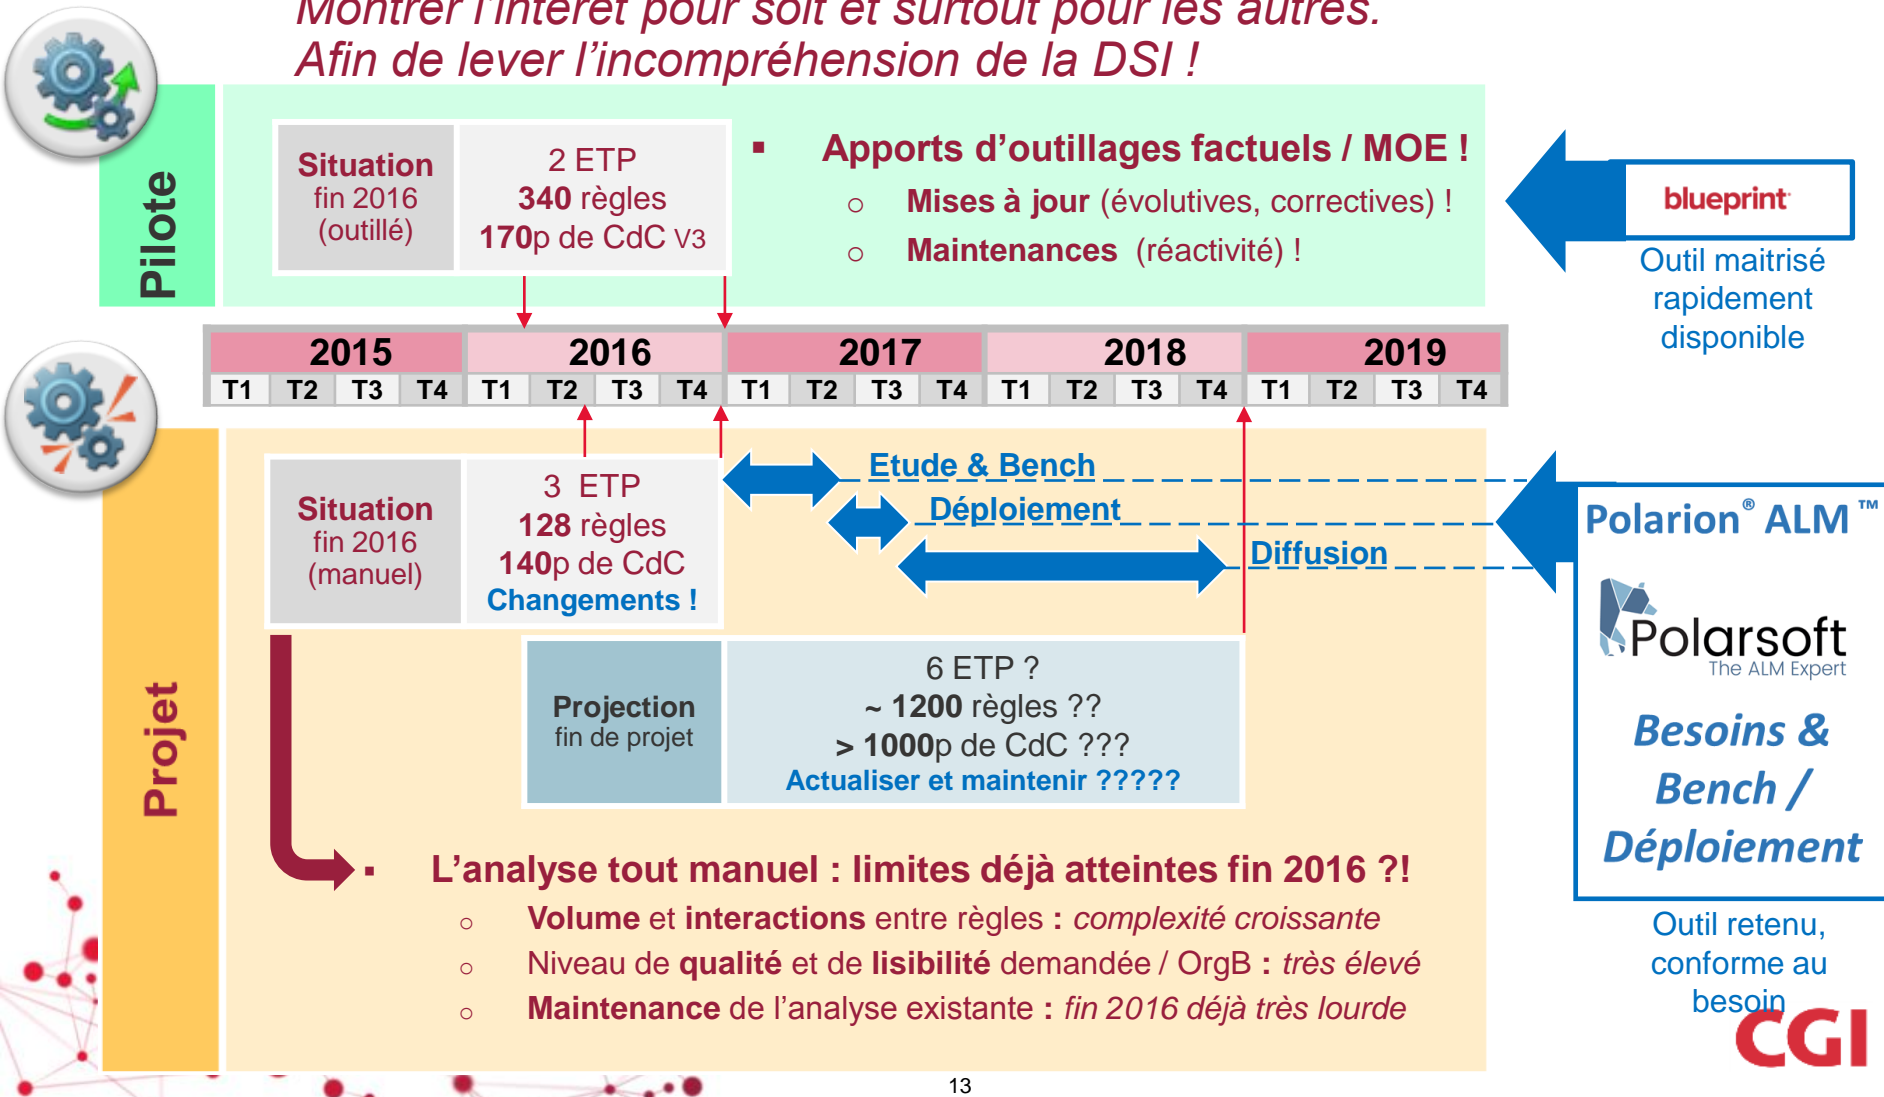 Montrer l'intérêt pour soit et surtout pour les autres.
Afin de lever l'incompréhension de la DSI !
Pilote
Situation
fin 2016
(outillé)
2 ETP
340 règles
170p de CdC V3
▪ Apports d'outillages factuels / MOE !
o Mises à jour (évolutives, correctives) !
o Maintenances (réactivité) !
blueprint
Outil maitrisé
rapidement
disponible
2015 2016 2017 2018 2019
T1 T2 T3 T4 T1 T2 T3 T4 T1 T2 T3 T4 T1 T2 T3 T4 T1 T2 T3 T4
Projet
Situation
fin 2016
(manuel)
3 ETP
128 règles
140p de CdC
Changements !
Etude & Bench
Déploiement
Diffusion
Projection
fin de projet
6 ETP ?
~ 1200 règles ??
> 1000p de CdC ???
Actualiser et maintenir ?????
▪ L'analyse tout manuel : limites déjà atteintes fin 2016 ?!
o Volume et interactions entre règles : complexité croissante
o Niveau de qualité et de lisibilité demandée / OrgB : très élevé
o Maintenance de l'analyse existante : fin 2016 déjà très lourde
Polarion® ALM™
Polarsoft
The ALM Expert
Besoins &
Bench /
Déploiement
Outil retenu,
conforme au
besoin
CGI
13